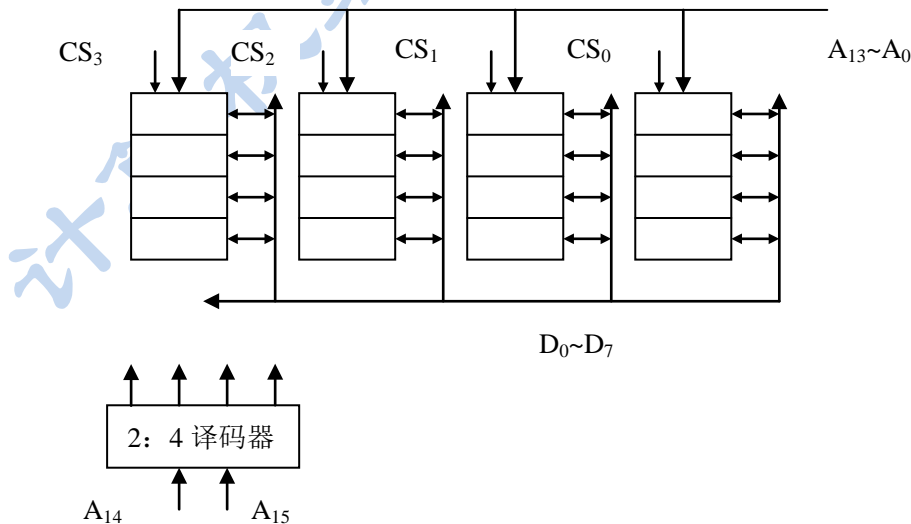 CS₃ CS₂ CS₁ CS₀ A₁₃~A₀
D₀~D₇
2：4 译码器
A₁₄ A₁₅